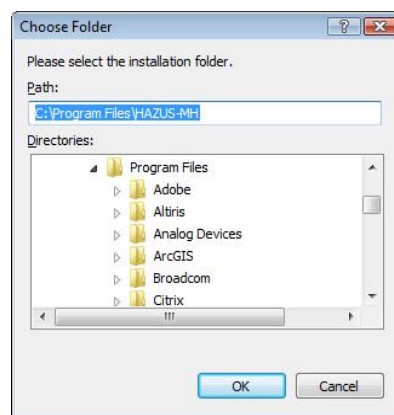 Choose Folder
Please select the installation folder.
Path:
C:\Program Files\HAZUS-MH
Directories:
Program Files
Adobe
Altiris
Analog Devices
ArcGIS
Broadcom
Citrix
OK Cancel